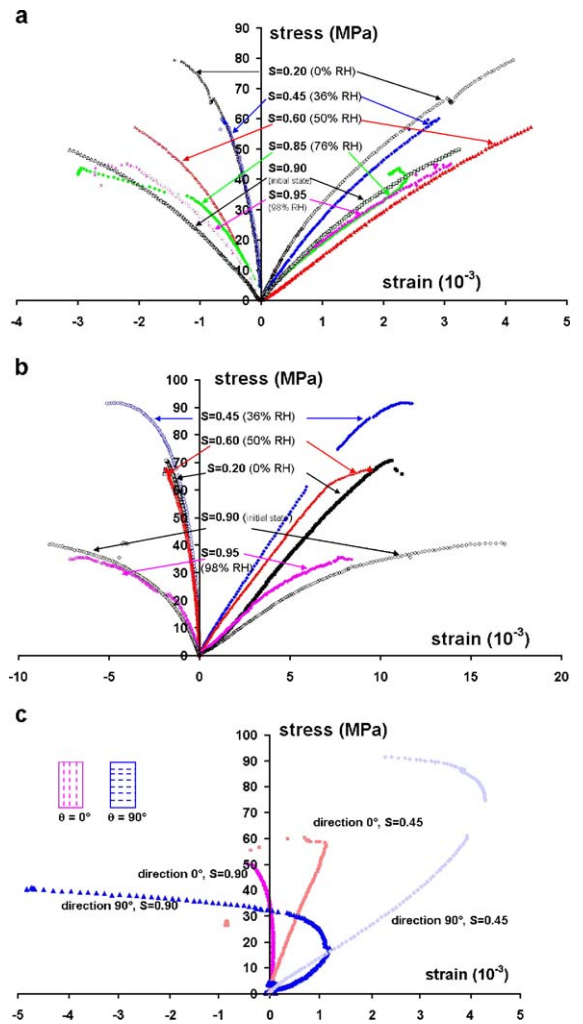 a
stress (MPa)
90
80
70
60
50
40
30
20
10
0
S=0.20 (0% RH)
S=0.45 (36% RH)
S=0.60 (50% RH)
S=0.85 (76% RH)
S=0.90
(initial state)
S=0.95
(98% RH)
strain (10-3)
-4 -3 -2 -1 0 1 2 3 4 5
b
stress (MPa)
100
90
80
70
60
50
40
30
20
10
0
S=0.45 (36% RH)
S=0.60 (50% RH)
S=0.20 (0% RH)
S=0.90 (initial state)
S=0.95
(98% RH)
strain (10-3)
-10 -5 0 5 10 15 20
c
stress (MPa)
100
90
80
70
60
50
40
30
20
10
0
θ = 0° θ = 90°
direction 0°, S=0.45
direction 0°, S=0.90
direction 90°, S=0.90
direction 90°, S=0.45
strain (10-3)
-5 -4 -3 -2 -1 0 1 2 3 4 5